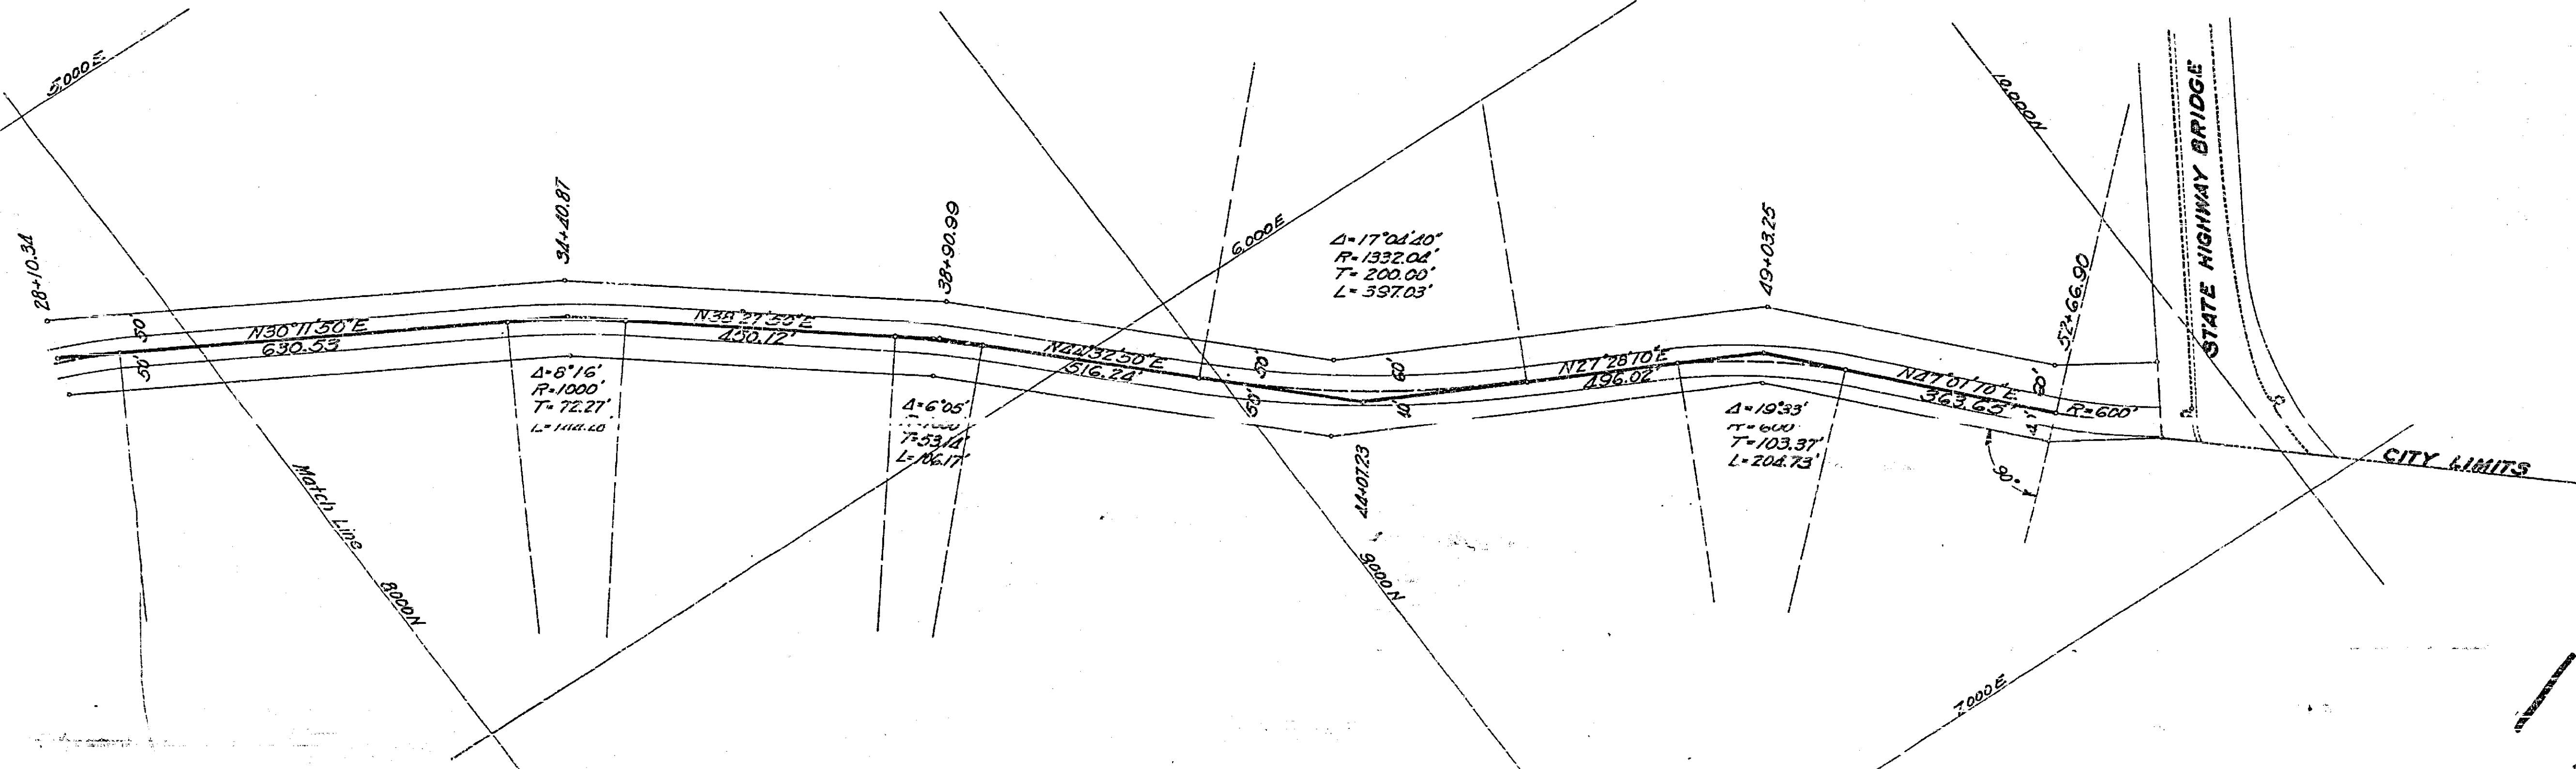 5,000 E
28+10.34
50'
50'
N30°11'50"E
630.53
34+40.87
Δ=8°16'
R=1000'
T=72.27'
N38°27'50"E
450.12'
38+90.99
Δ=6°05'
T=53.14'
L=106.17'
N44°32'50"E
516.24'
Match Line
8000 N
6,000 E
50'
50'
Δ=17°04'40"
R=1332.04'
T=200.00'
L=397.03'
60'
40'
44+07.23
9000 N
N27°28'10"E
496.02'
49+03.25
Δ=19°33'
R=600'
T=103.37'
L=204.73'
N47°01'10"E
363.65'
52+66.90
R=600'
90°
10,000 N
STATE HIGHWAY BRIDGE
CITY LIMITS
7,000 E